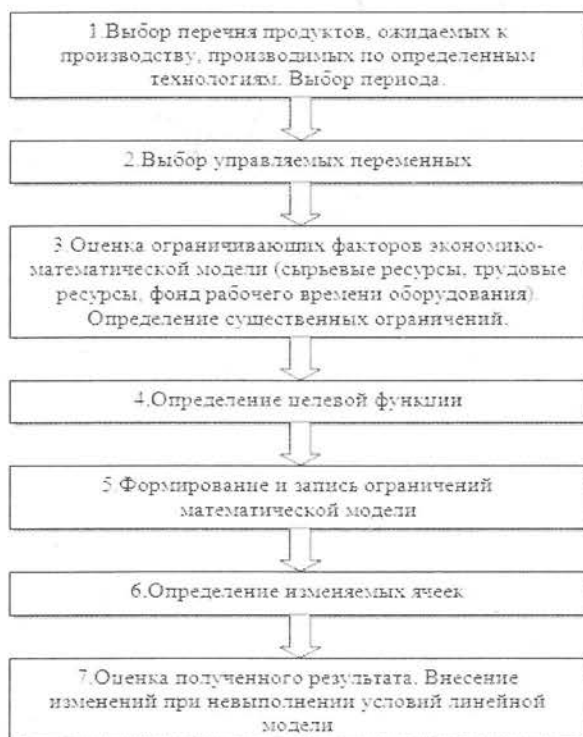 1.Выбор перечня продуктов, ожидаемых к
производству, производимых по определенным
технологиям. Выбор периода.
2.Выбор управляемых переменных
3.Оценка ограничивающих факторов экономико-
математической модели (сырьевые ресурсы, трудовые
ресурсы, фонд рабочего времени оборудования).
Определение существенных ограничений.
4.Определение целевой функции
5.Формирование и запись ограничений
математической модели
6.Определение изменяемых ячеек
7.Оценка полученного результата. Внесение
изменений при невыполнении условий линейной
модели